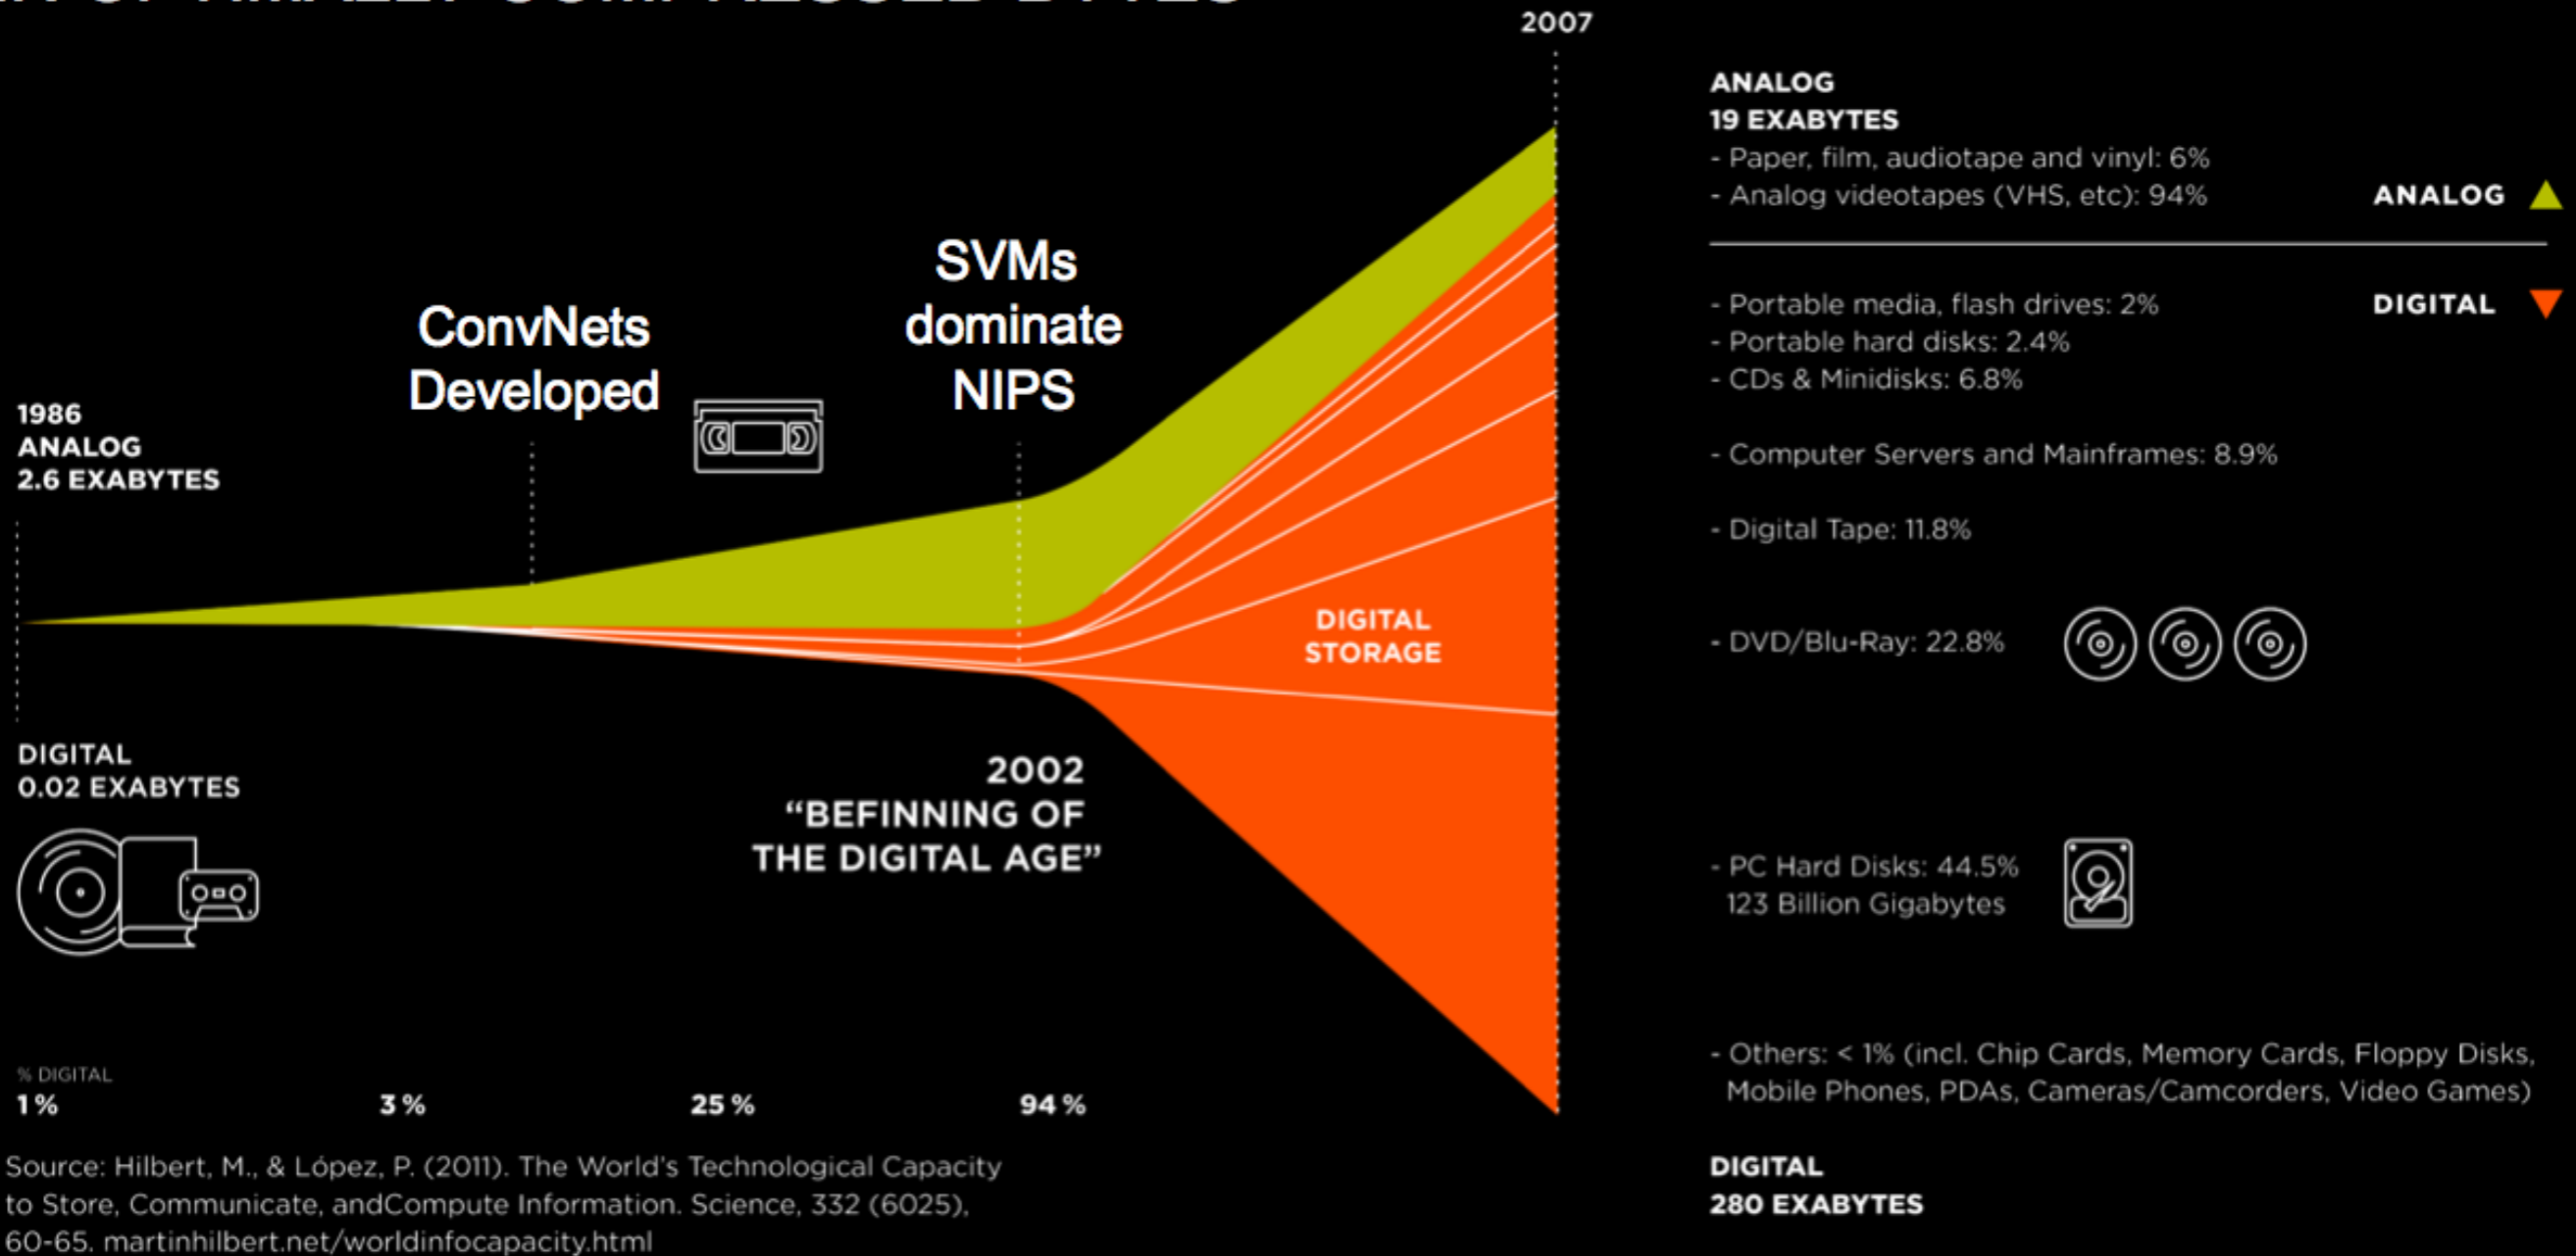 2007
ANALOG
19 EXABYTES
- Paper, film, audiotape and vinyl: 6%
- Analog videotapes (VHS, etc): 94%
ANALOG
- Portable media, flash drives: 2%
DIGITAL
- Portable hard disks: 2.4%
- CDs & Minidisks: 6.8%
- Computer Servers and Mainframes: 8.9%
- Digital Tape: 11.8%
- DVD/Blu-Ray: 22.8%
- PC Hard Disks: 44.5%
123 Billion Gigabytes
- Others: < 1% (incl. Chip Cards, Memory Cards, Floppy Disks,
Mobile Phones, PDAs, Cameras/Camcorders, Video Games)
DIGITAL
280 EXABYTES
SVMs
dominate
NIPS
ConvNets
Developed
1986
ANALOG
2.6 EXABYTES
DIGITAL
STORAGE
DIGITAL
0.02 EXABYTES
2002
“BEFINNING OF
THE DIGITAL AGE”
% DIGITAL
1% 3% 25% 94%
Source: Hilbert, M., & López, P. (2011). The World's Technological Capacity
to Store, Communicate, andCompute Information. Science, 332 (6025),
60-65. martinhilbert.net/worldinfocapacity.html